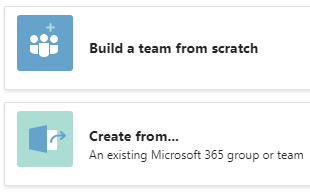 Build a team from scratch
Create from...
An existing Microsoft 365 group or team